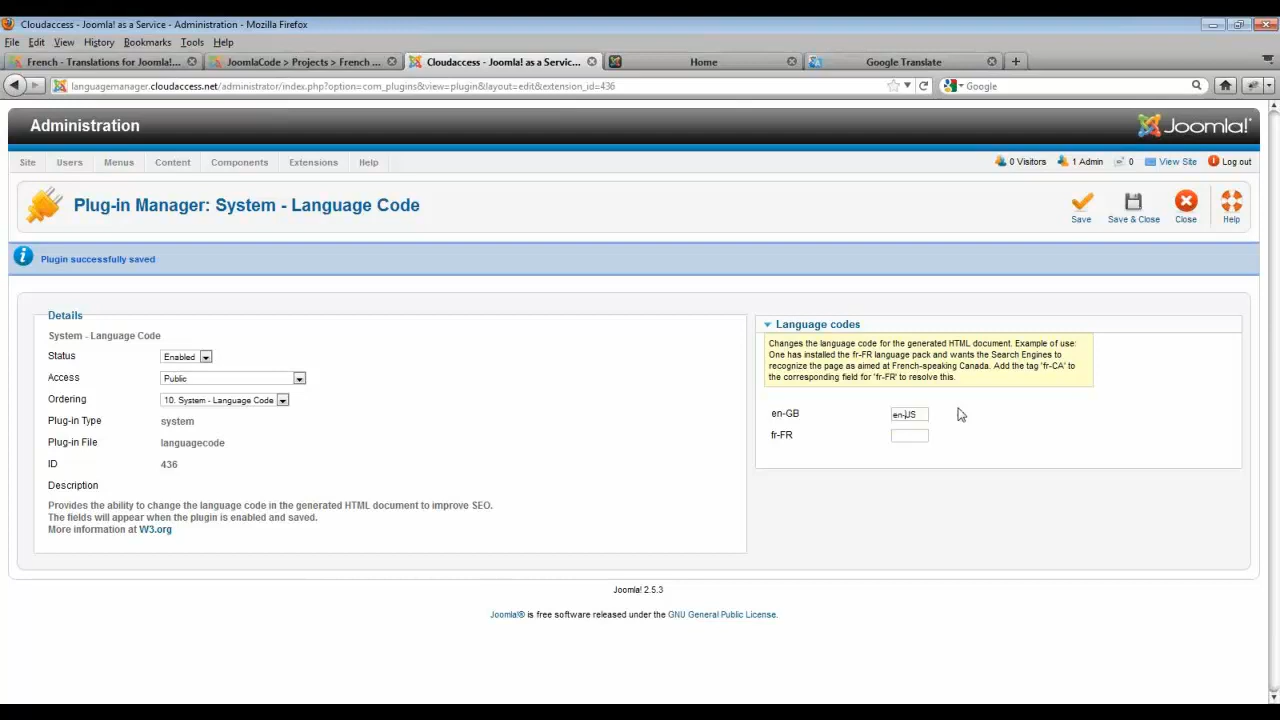 Cloudaccess - Joomla! as a Service - Administration - Mozilla Firefox
File Edit View History Bookmarks Tools Help
French - Translations for Joomla!... JoomlaCode > Projects > French ... Cloudaccess - Joomla! as a Servic... Home Google Translate
languagemanager.cloudaccess.net/administrator/index.php?option=com_plugins&view=plugin&layout=edit&extension_id=436 Google
Administration Joomla!
Site Users Menus Content Components Extensions Help 0 Visitors 1 Admin 0 View Site Log out
Plug-in Manager: System - Language Code
Save Save & Close Close Help
Plugin successfully saved
Details
System - Language Code
Status Enabled
Access Public
Ordering 10. System - Language Code
Plug-in Type system
Plug-in File languagecode
ID 436
Description
Provides the ability to change the language code in the generated HTML document to improve SEO.
The fields will appear when the plugin is enabled and saved.
More information at W3.org
Language codes
Changes the language code for the generated HTML document. Example of use:
One has installed the fr-FR language pack and wants the Search Engines to
recognize the page as aimed at French-speaking Canada. Add the tag 'fr-CA' to
the corresponding field for 'fr-FR' to resolve this.
en-GB en-US
fr-FR
Joomla! 2.5.3
Joomla!® is free software released under the GNU General Public License.